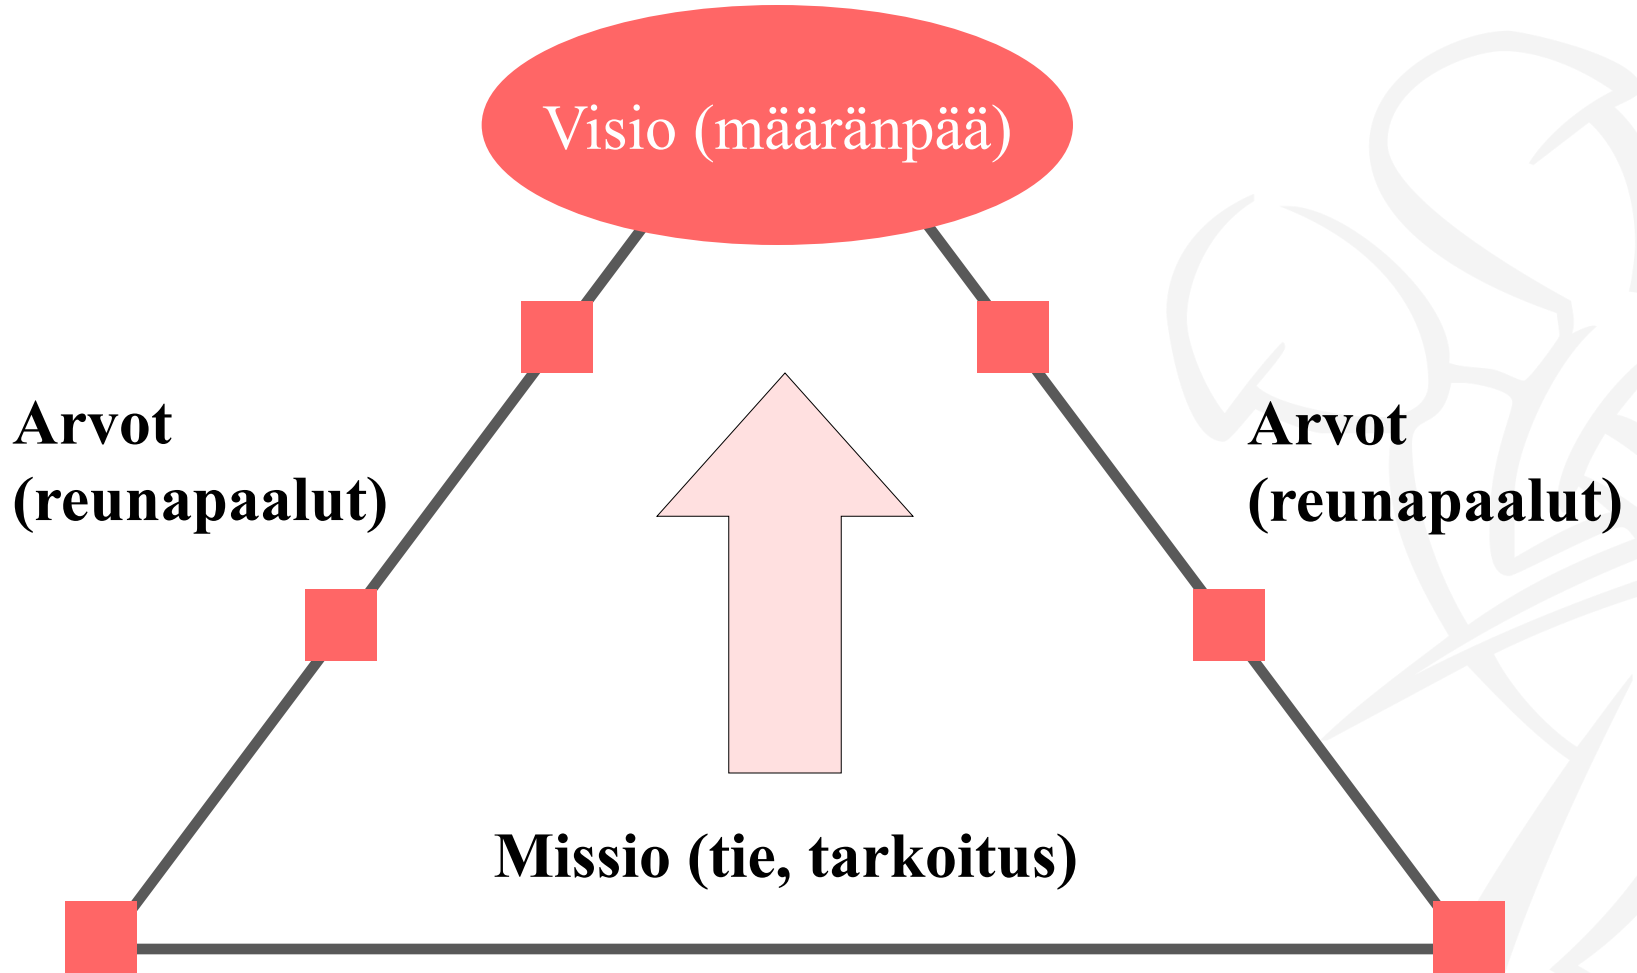 Visio (määränpää)
Arvot
(reunapaalut)
Arvot
(reunapaalut)
Missio (tie, tarkoitus)